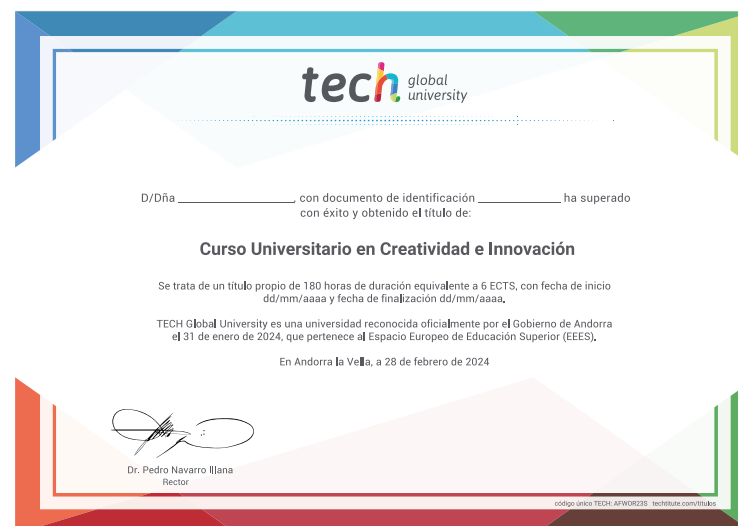 tech global university
D/Dña ____________, con documento de identificación ____________ ha superado
con éxito y obtenido el título de:
Curso Universitario en Creatividad e Innovación
Se trata de un título propio de 180 horas de duración equivalente a 6 ECTS, con fecha de inicio
dd/mm/aaaa y fecha de finalización dd/mm/aaaa.
TECH Global University es una universidad reconocida oficialmente por el Gobierno de Andorra
el 31 de enero de 2024, que pertenece al Espacio Europeo de Educación Superior (EEES).
En Andorra la Vella, a 28 de febrero de 2024
Dr. Pedro Navarro Illana
Rector
código único TECH: AFWOR23S techtitute.com/titulos